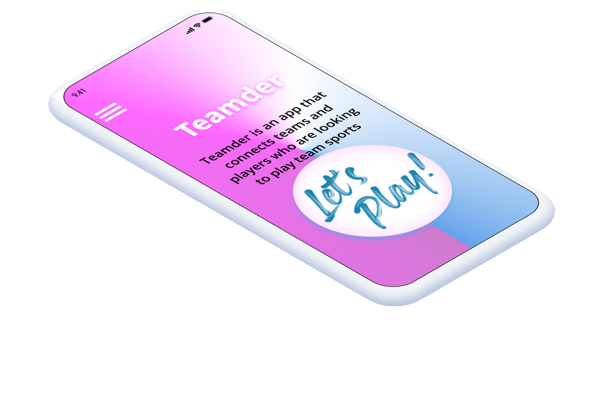 9:41
Teamder
Teamder is an app that
connects teams and
players who are looking
to play team sports
Let's
Play!